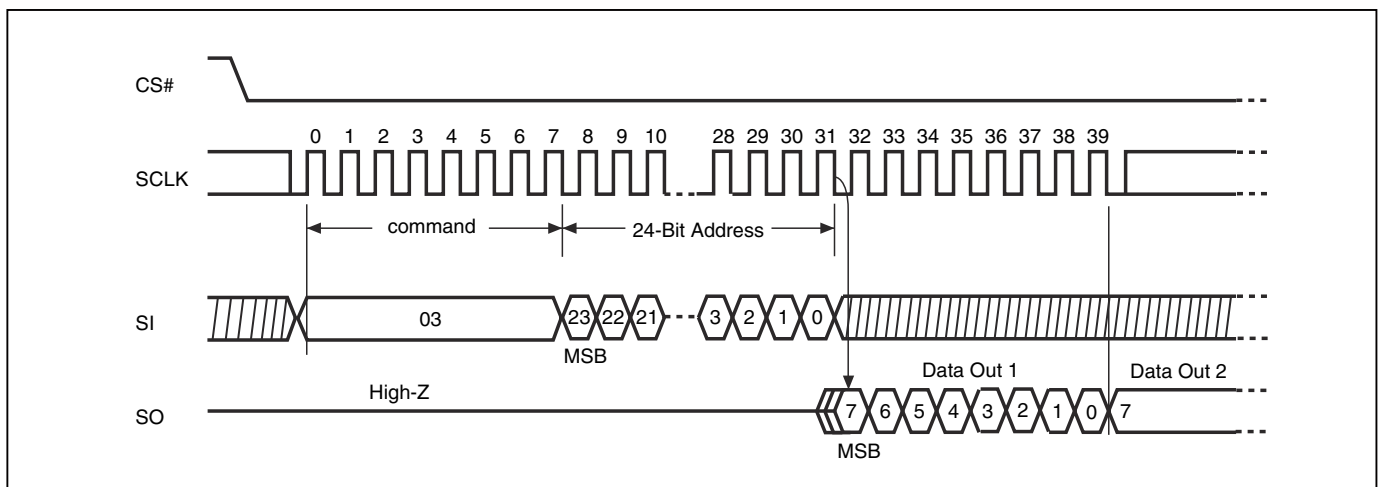 CS#
0 1 2 3 4 5 6 7 8 9 10 28 29 30 31 32 33 34 35 36 37 38 39
SCLK
command
24-Bit Address
SI
03
23 22 21 3 2 1 0
MSB
Data Out 1
Data Out 2
High-Z
SO
7 6 5 4 3 2 1 0 7
MSB